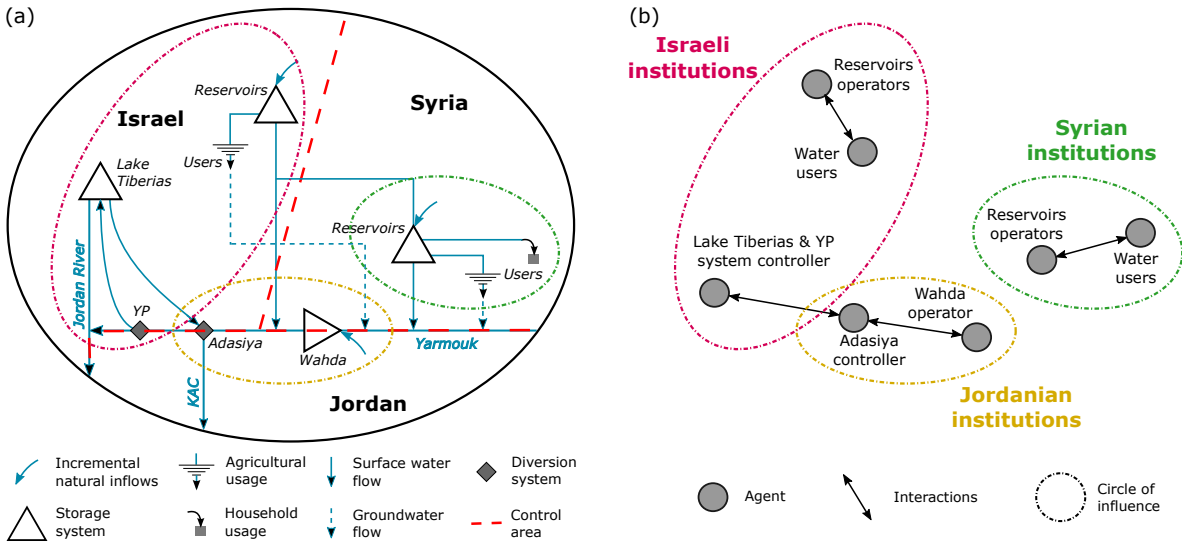 (a)
Israel
Syria
Jordan
Reservoirs
Users
Lake
Tiberias
Reservoirs
Users
YP
Adasiya
Wahda
Yarmouk
Jordan River
KAC
Incremental
natural inflows
Agricultural
usage
Surface water
flow
Diversion
system
Storage
system
Household
usage
Groundwater
flow
Control
area
(b)
Israeli
institutions
Reservoirs
operators
Water
users
Syrian
institutions
Reservoirs
operators
Water
users
Lake Tiberias & YP
system controller
Wahda
operator
Adasiya
controller
Jordanian
institutions
Agent
Interactions
Circle of
influence